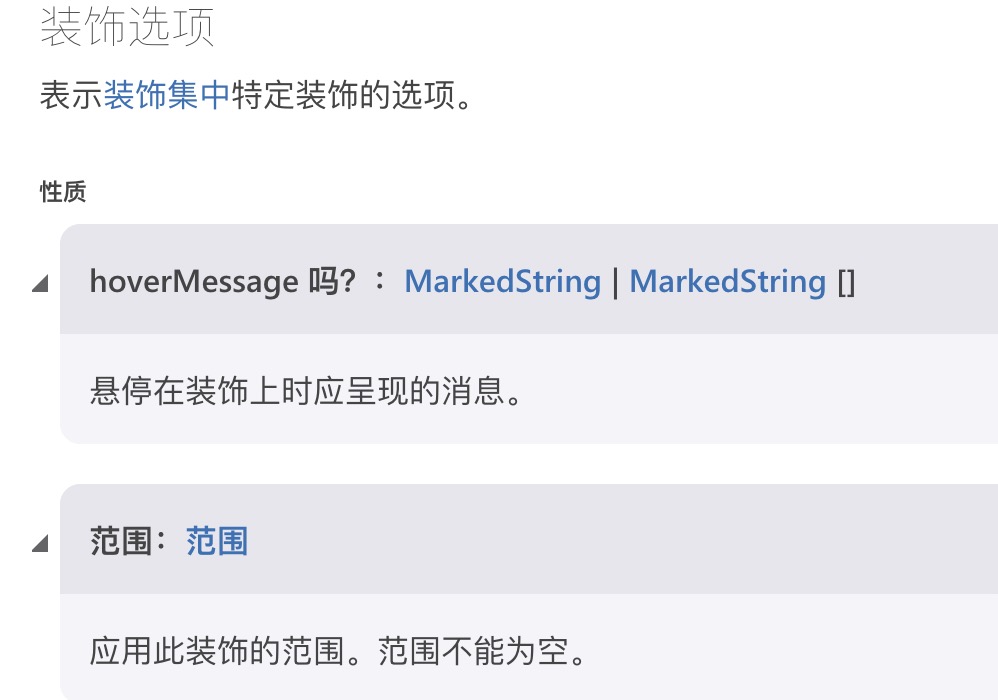 装饰选项
表示装饰集中特定装饰的选项。
性质
hoverMessage 吗？： MarkedString | MarkedString []
悬停在装饰上时应呈现的消息。
范围： 范围
应用此装饰的范围。范围不能为空。